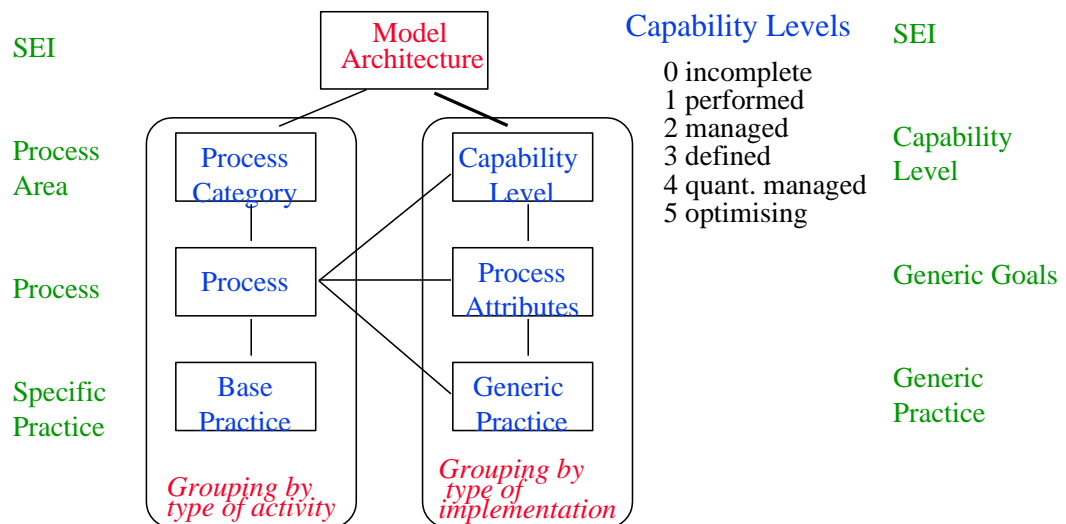 SEI
Model
Architecture
Capability Levels
SEI
0 incomplete
1 performed
2 managed
3 defined
4 quant. managed
5 optimising
Process
Area
Process
Category
Capability
Level
Capability
Level
Process
Process
Process
Attributes
Generic Goals
Specific
Practice
Base
Practice
Generic
Practice
Generic
Practice
Grouping by
type of activity
Grouping by
type of
implementation